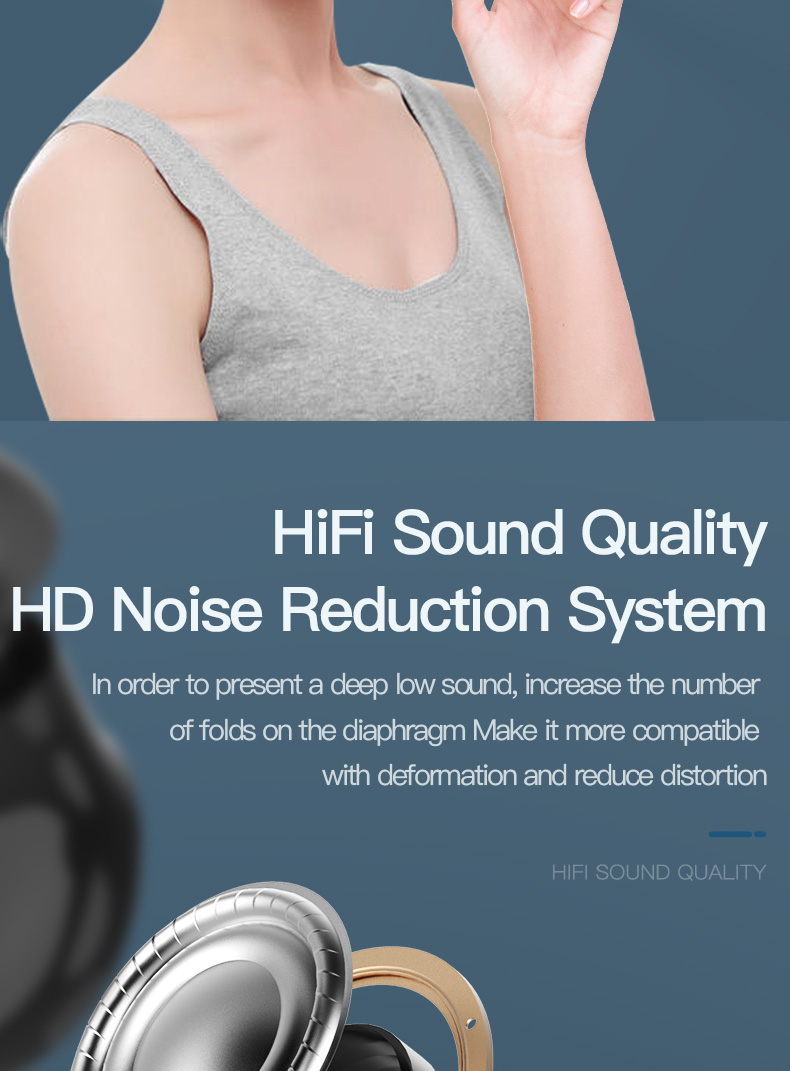 HiFi Sound Quality
HD Noise Reduction System
In order to present a deep low sound, increase the number
of folds on the diaphragm Make it more compatible
with deformation and reduce distortion
HIFI SOUND QUALITY